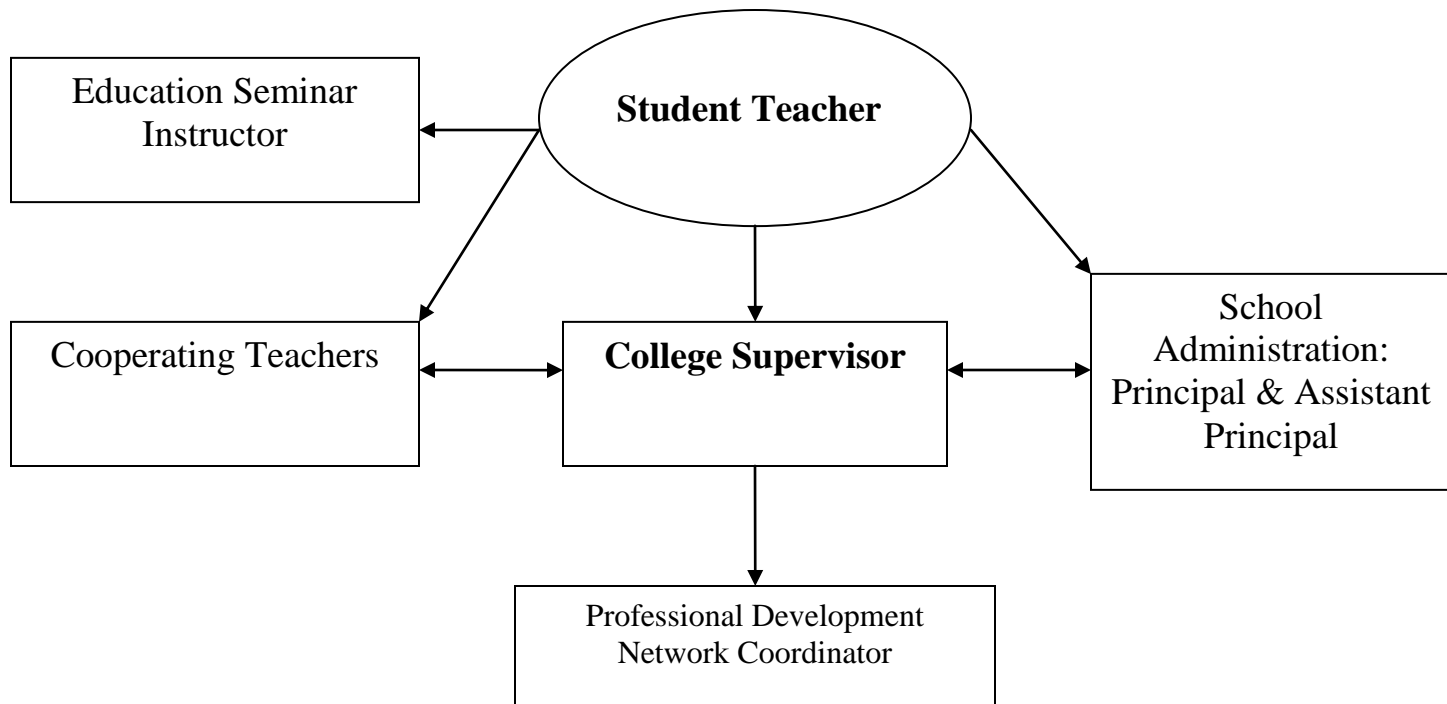 Education Seminar
Instructor
Student Teacher
Cooperating Teachers
College Supervisor
School
Administration:
Principal & Assistant
Principal
Professional Development
Network Coordinator